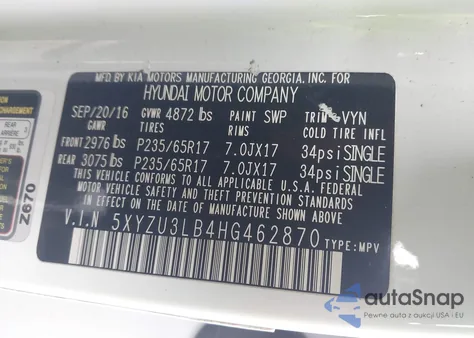 MFD BY KIA MOTORS MANUFACTURING GEORGIA, INC. FOR
HYUNDAI MOTOR COMPANY
SEP/20/16 GVWR 4872 lbs PAINT SWP TRIM VYN
GAWR TIRES RIMS COLD TIRE INFL
FRONT 2976 lbs P235/65R17 7.0JX17 34psi SINGLE
REAR 3075 lbs P235/65R17 7.0JX17 34psi SINGLE
THIS VEHICLE CONFORMS TO ALL APPLICABLE
FEDERAL MOTOR VEHICLE SAFETY, BUMPER, AND
THEFT PREVENTION STANDARDS IN EFFECT ON THE
DATE OF MANUFACTURE SHOWN ABOVE.
V.I.N 5XYZU3LB4HG462870 TYPE: MPV
Z870
REAR
autoSnap
Pewne auta z aukcji USA i EU